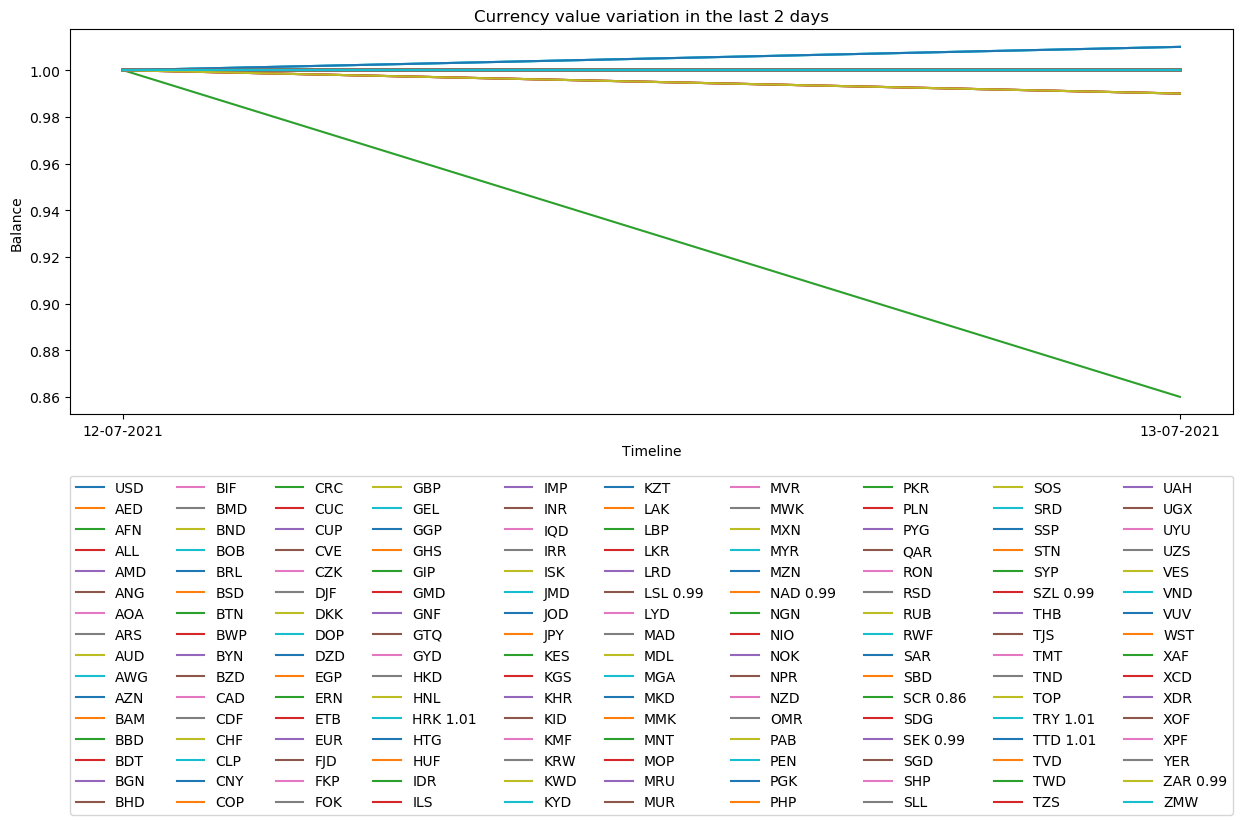 Currency value variation in the last 2 days
1.00
0.98
0.96
0.94
0.92
0.90
0.88
0.86
Balance
12-07-2021 13-07-2021
Timeline
USD BIF CRC GBP IMP KZT MVR PKR SOS UAH
AED BMD CUC GEL INR LAK MWK PLN SRD UGX
AFN BND CUP GGP IQD LBP MXN PYG SSP UYU
ALL BOB CVE GHS IRR LKR MYR QAR STN UZS
AMD BRL CZK GIP ISK LRD MZN RON SYP VES
ANG BSD DJF GMD JMD LSL 0.99 NAD 0.99 RSD SZL 0.99 VND
AOA BTN DKK GNF JOD LYD NGN RUB THB VUV
ARS BWP DOP GTQ JPY MAD NIO RWF TJS WST
AUD BYN DZD GYD KES MDL NOK SAR TMT XAF
AWG BZD EGP HKD KGS MGA NPR SBD TND XCD
AZN CAD ERN HNL KHR MKD NZD SCR 0.86 TOP XDR
BAM CDF ETB HRK 1.01 KID MMK OMR SDG TRY 1.01 XOF
BBD CHF EUR HTG KMF MNT PAB SEK 0.99 TTD 1.01 XPF
BDT CLP FJD HUF KRW MOP PEN SGD TVD YER
BGN CNY FKP IDR KWD MRU PGK SHP TWD ZAR 0.99
BHD COP FOK ILS KYD MUR PHP SLL TZS ZMW